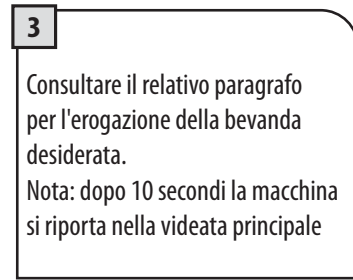 3
Consultare il relativo paragrafo
per l'erogazione della bevanda
desiderata.
Nota: dopo 10 secondi la macchina
si riporta nella videata principale